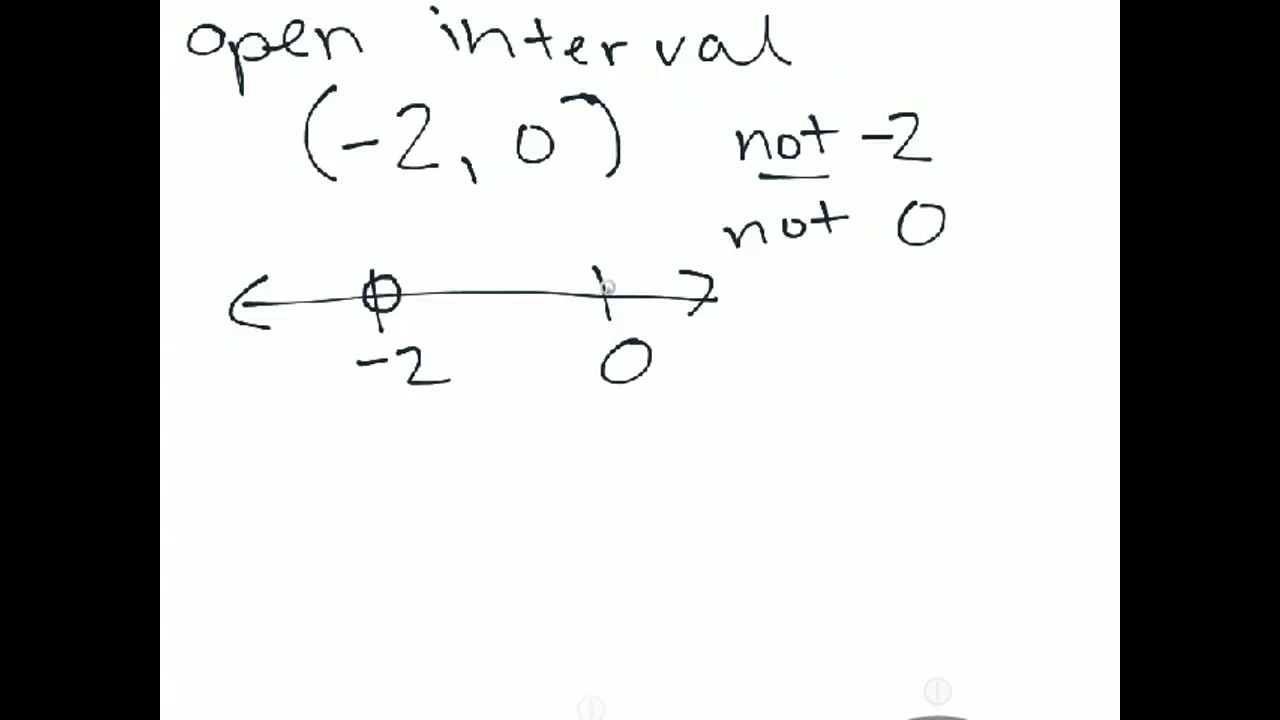 open interval
(-2, 0) not -2
not 0
-2 0